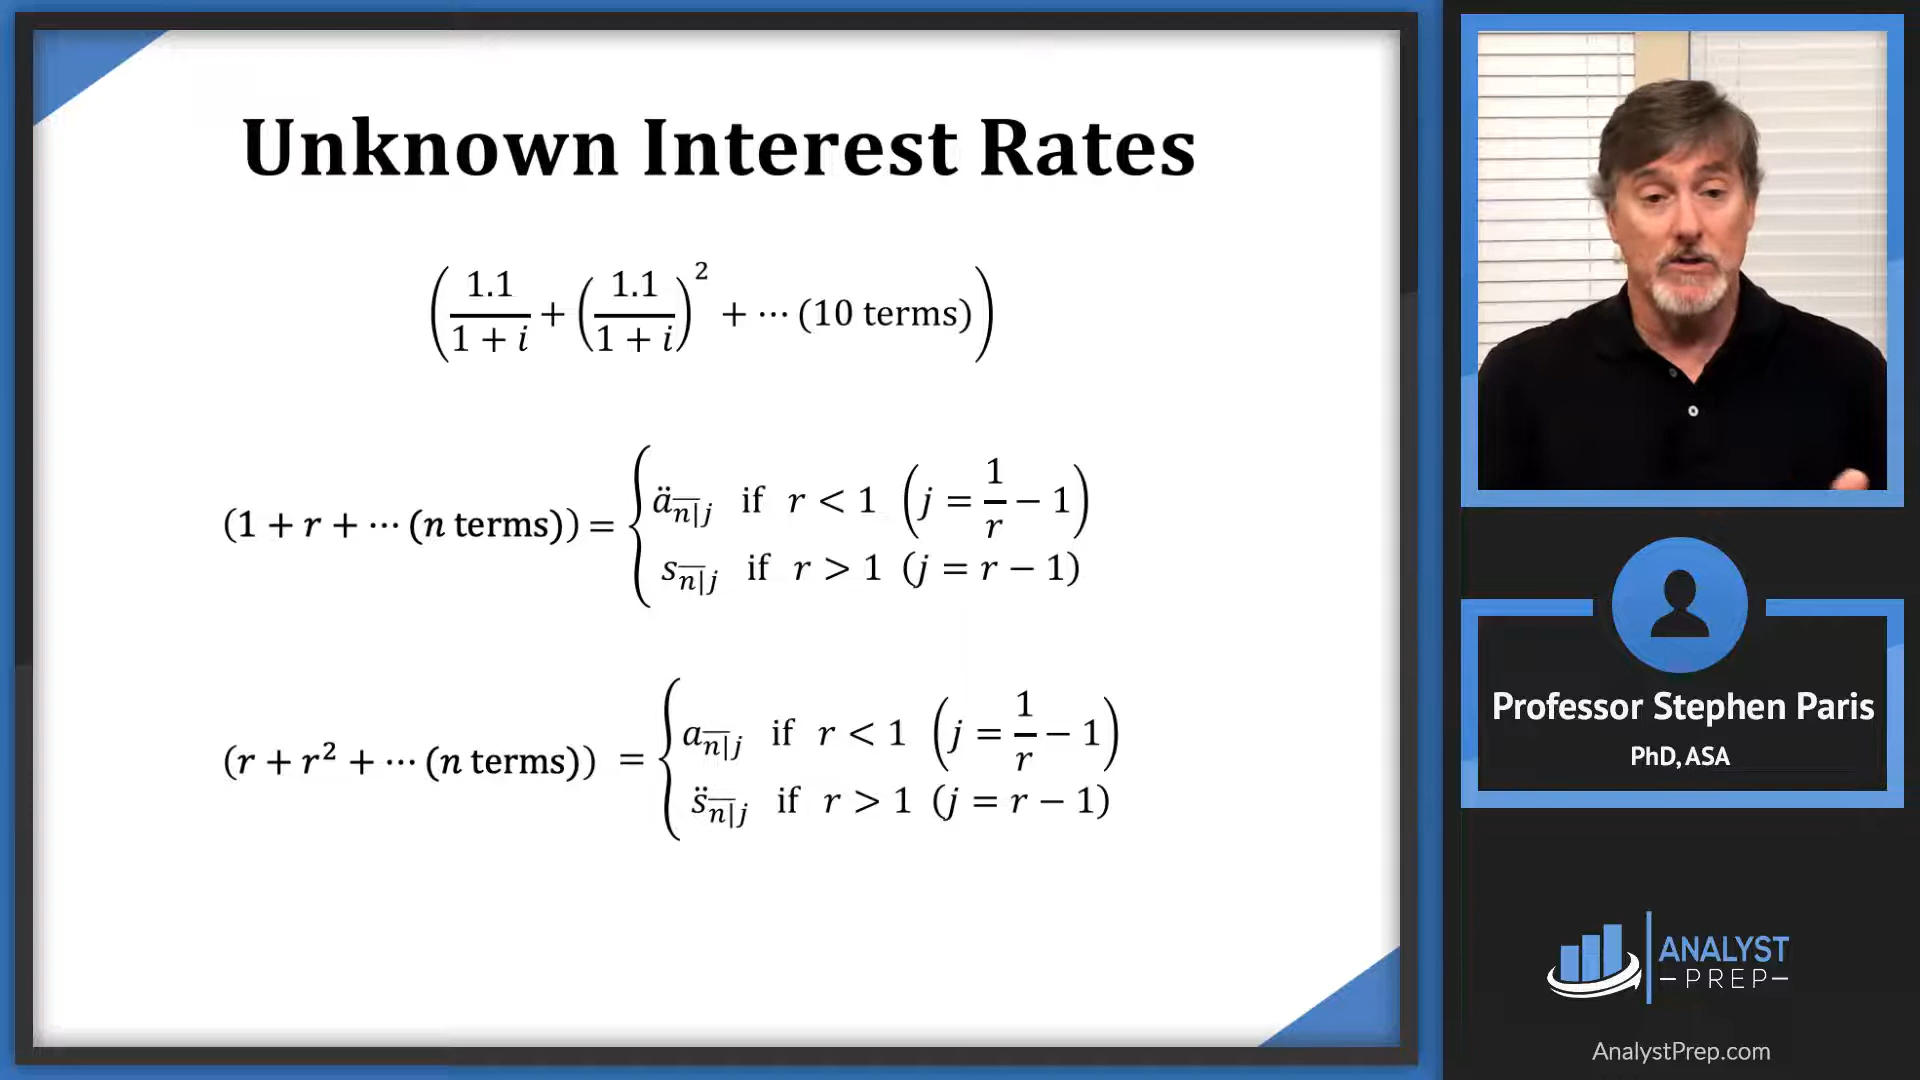 Unknown Interest Rates
(1.1/(1 + i) + (1.1/(1 + i))² + ⋯ (10 terms))
(1 + r + ⋯ (n terms)) = { ä_n̅|j if r < 1 (j = 1/r − 1)
s_n̅|j if r > 1 (j = r − 1)
(r + r² + ⋯ (n terms)) = { a_n̅|j if r < 1 (j = 1/r − 1)
s̈_n̅|j if r > 1 (j = r − 1)
Professor Stephen Paris
PhD, ASA
ANALYST
PREP
AnalystPrep.com